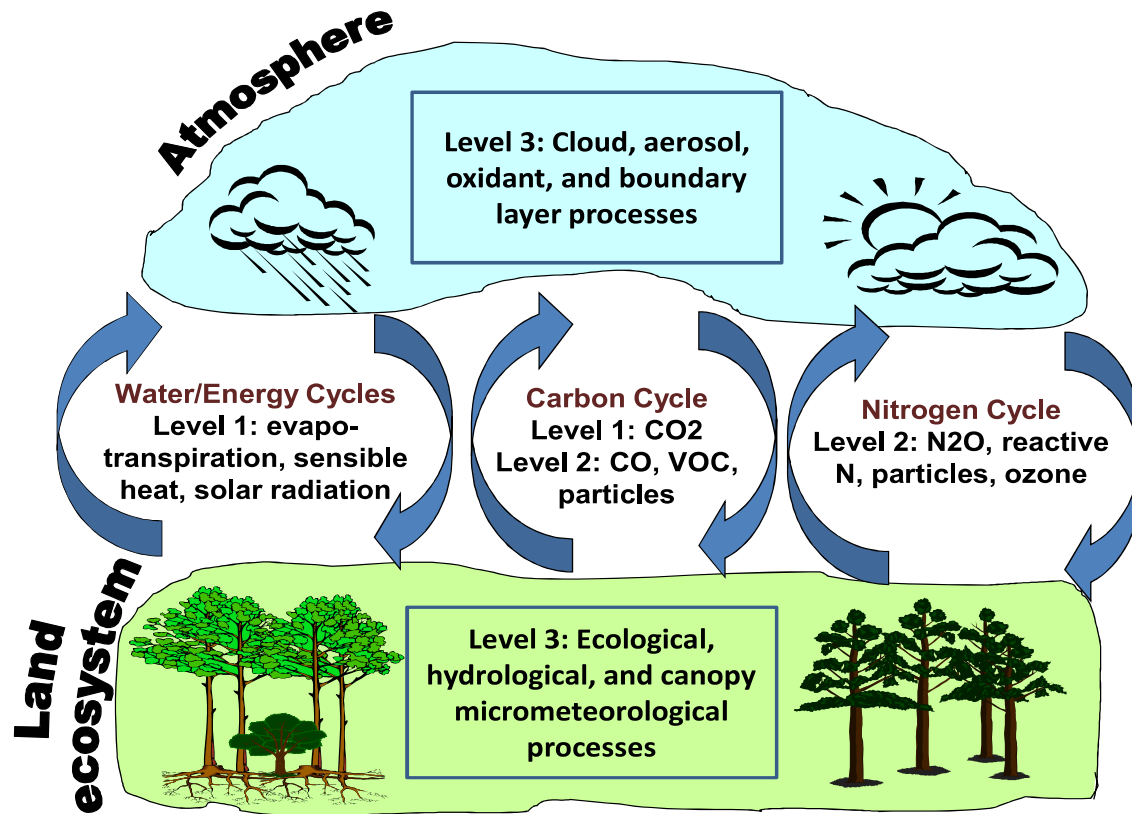 Atmosphere
Level 3: Cloud, aerosol,
oxidant, and boundary
layer processes
Water/Energy Cycles
Level 1: evapo-
transpiration, sensible
heat, solar radiation
Carbon Cycle
Level 1: CO2
Level 2: CO, VOC,
particles
Nitrogen Cycle
Level 2: N2O, reactive
N, particles, ozone
Land
ecosystem
Level 3: Ecological,
hydrological, and canopy
micrometeorological
processes